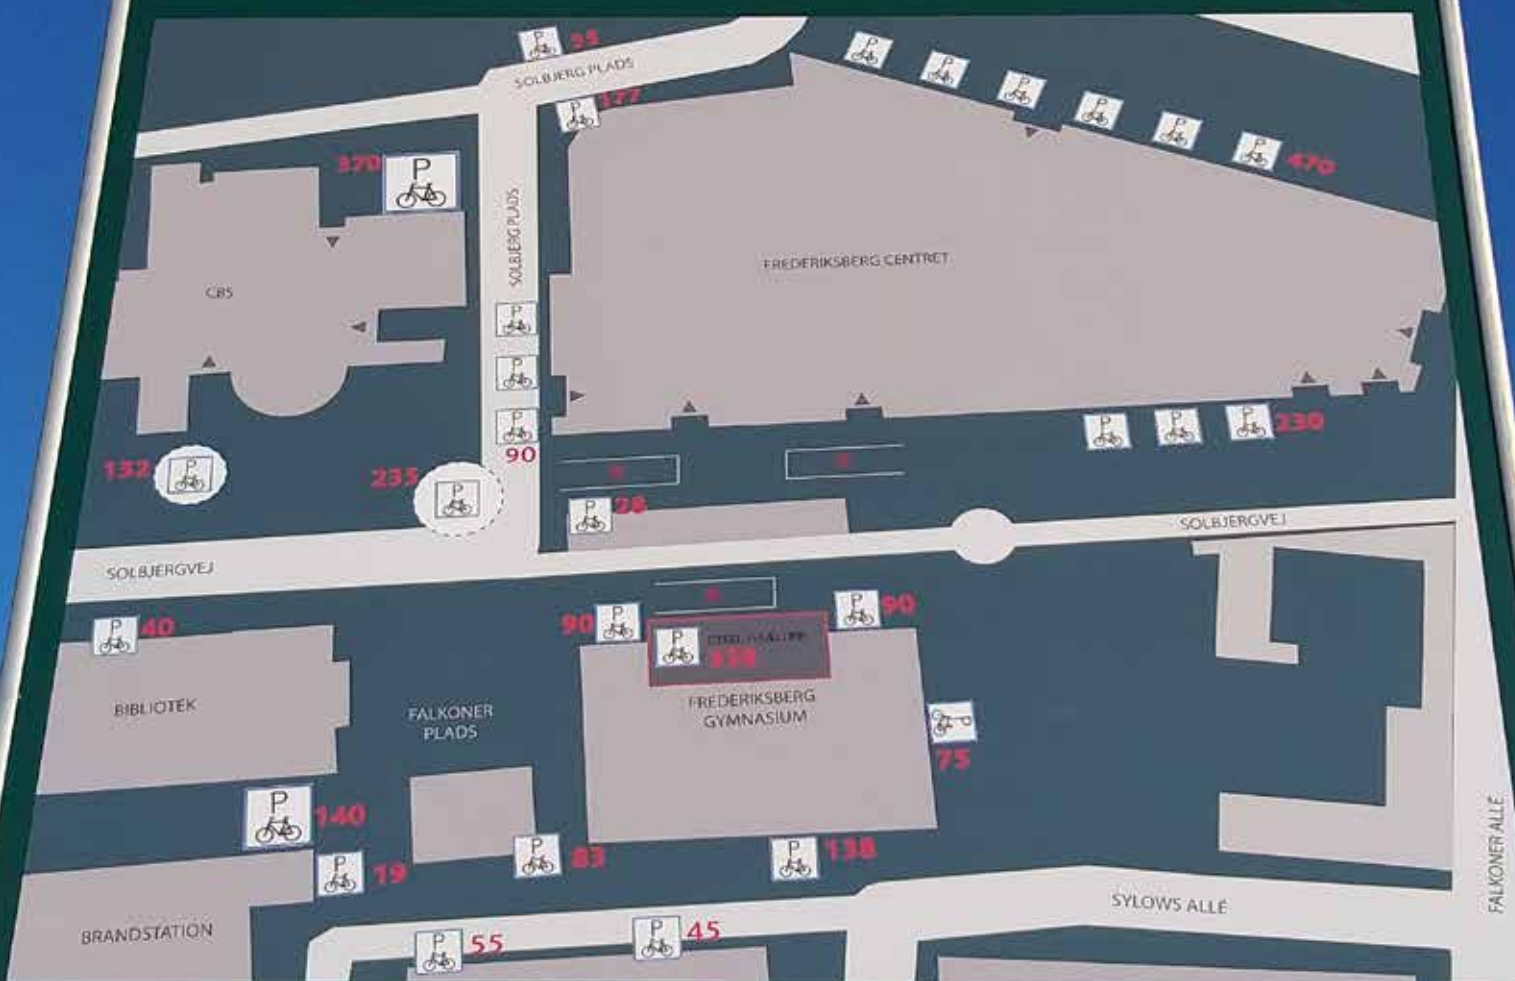 P
95
SOLBJERG PLADS
P
177
P
P
P
P
P
P
470
370
P
SOLBJERG PLADS
FREDERIKSBERG CENTRET
CBS
P
P
P
90
P
P
P
230
132
P
235
P
P
28
SOLBJERGVEJ
SOLBJERGVEJ
P
40
90
P
P
P
90
FREDERIKSBERG
GYMNASIUM
BIBLIOTEK
FALKONER
PLADS
P
75
P
140
P
19
P
83
P
138
FALKONER ALLÉ
SYLOWS ALLÉ
BRANDSTATION
P
55
P
45